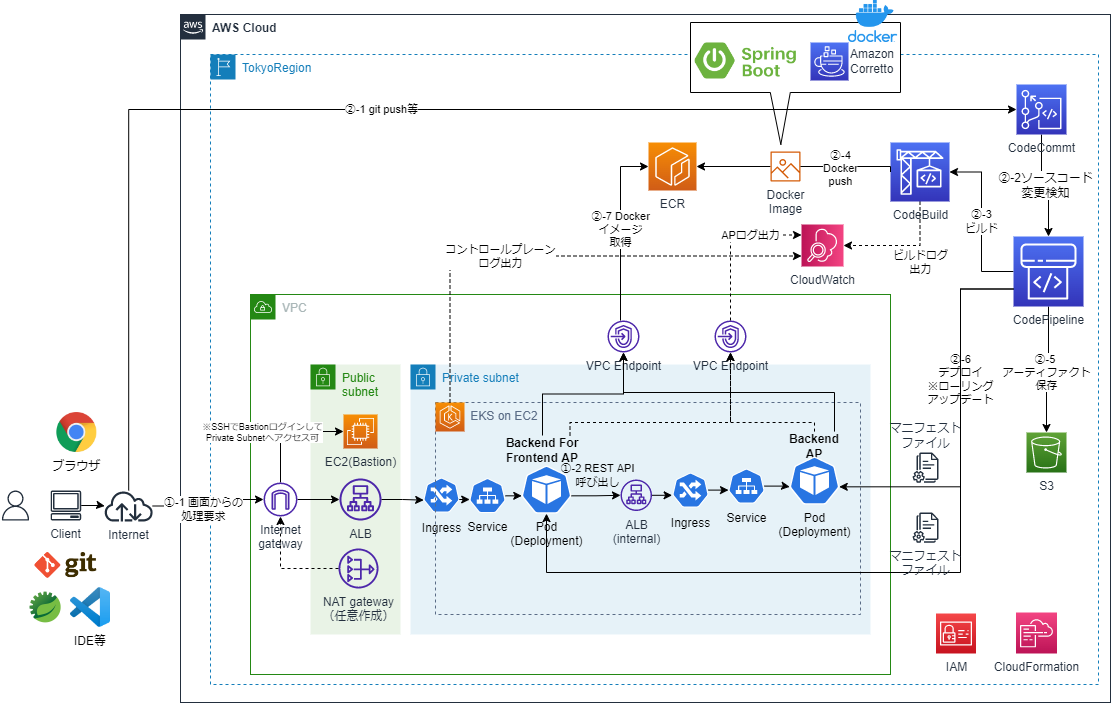 aws
AWS Cloud
TokyoRegion
docker
Spring
Boot
Amazon
Corretto
②-1 git push等
CodeCommt
②-2ソースコード
変更検知
ECR
Docker
Image
②-4
Docker
push
CodeBuild
②-3
ビルド
②-7 Docker
イメージ
取得
コントロールプレーン
ログ出力
APログ出力
CloudWatch
ビルドログ
出力
CodePipeline
VPC
VPC Endpoint
VPC Endpoint
②-6
デプロイ
※ローリング
アップデート
②-5
アーティファクト
保存
Public
subnet
Private subnet
EKS on EC2
※SSHでBastionログインして
Private Subnetへアクセス可
EC2(Bastion)
Backend For
Frontend AP
Backend
AP
マニフェスト
ファイル
S3
ブラウザ
①-2 REST API
呼び出し
①-1 画面からの
処理要求
Client
Internet
Internet
gateway
ALB
Ingress
Service
Pod
(Deployment)
ALB
(internal)
Ingress
Service
Pod
(Deployment)
マニフェスト
ファイル
git
NAT gateway
（任意作成）
IDE等
IAM
CloudFormation